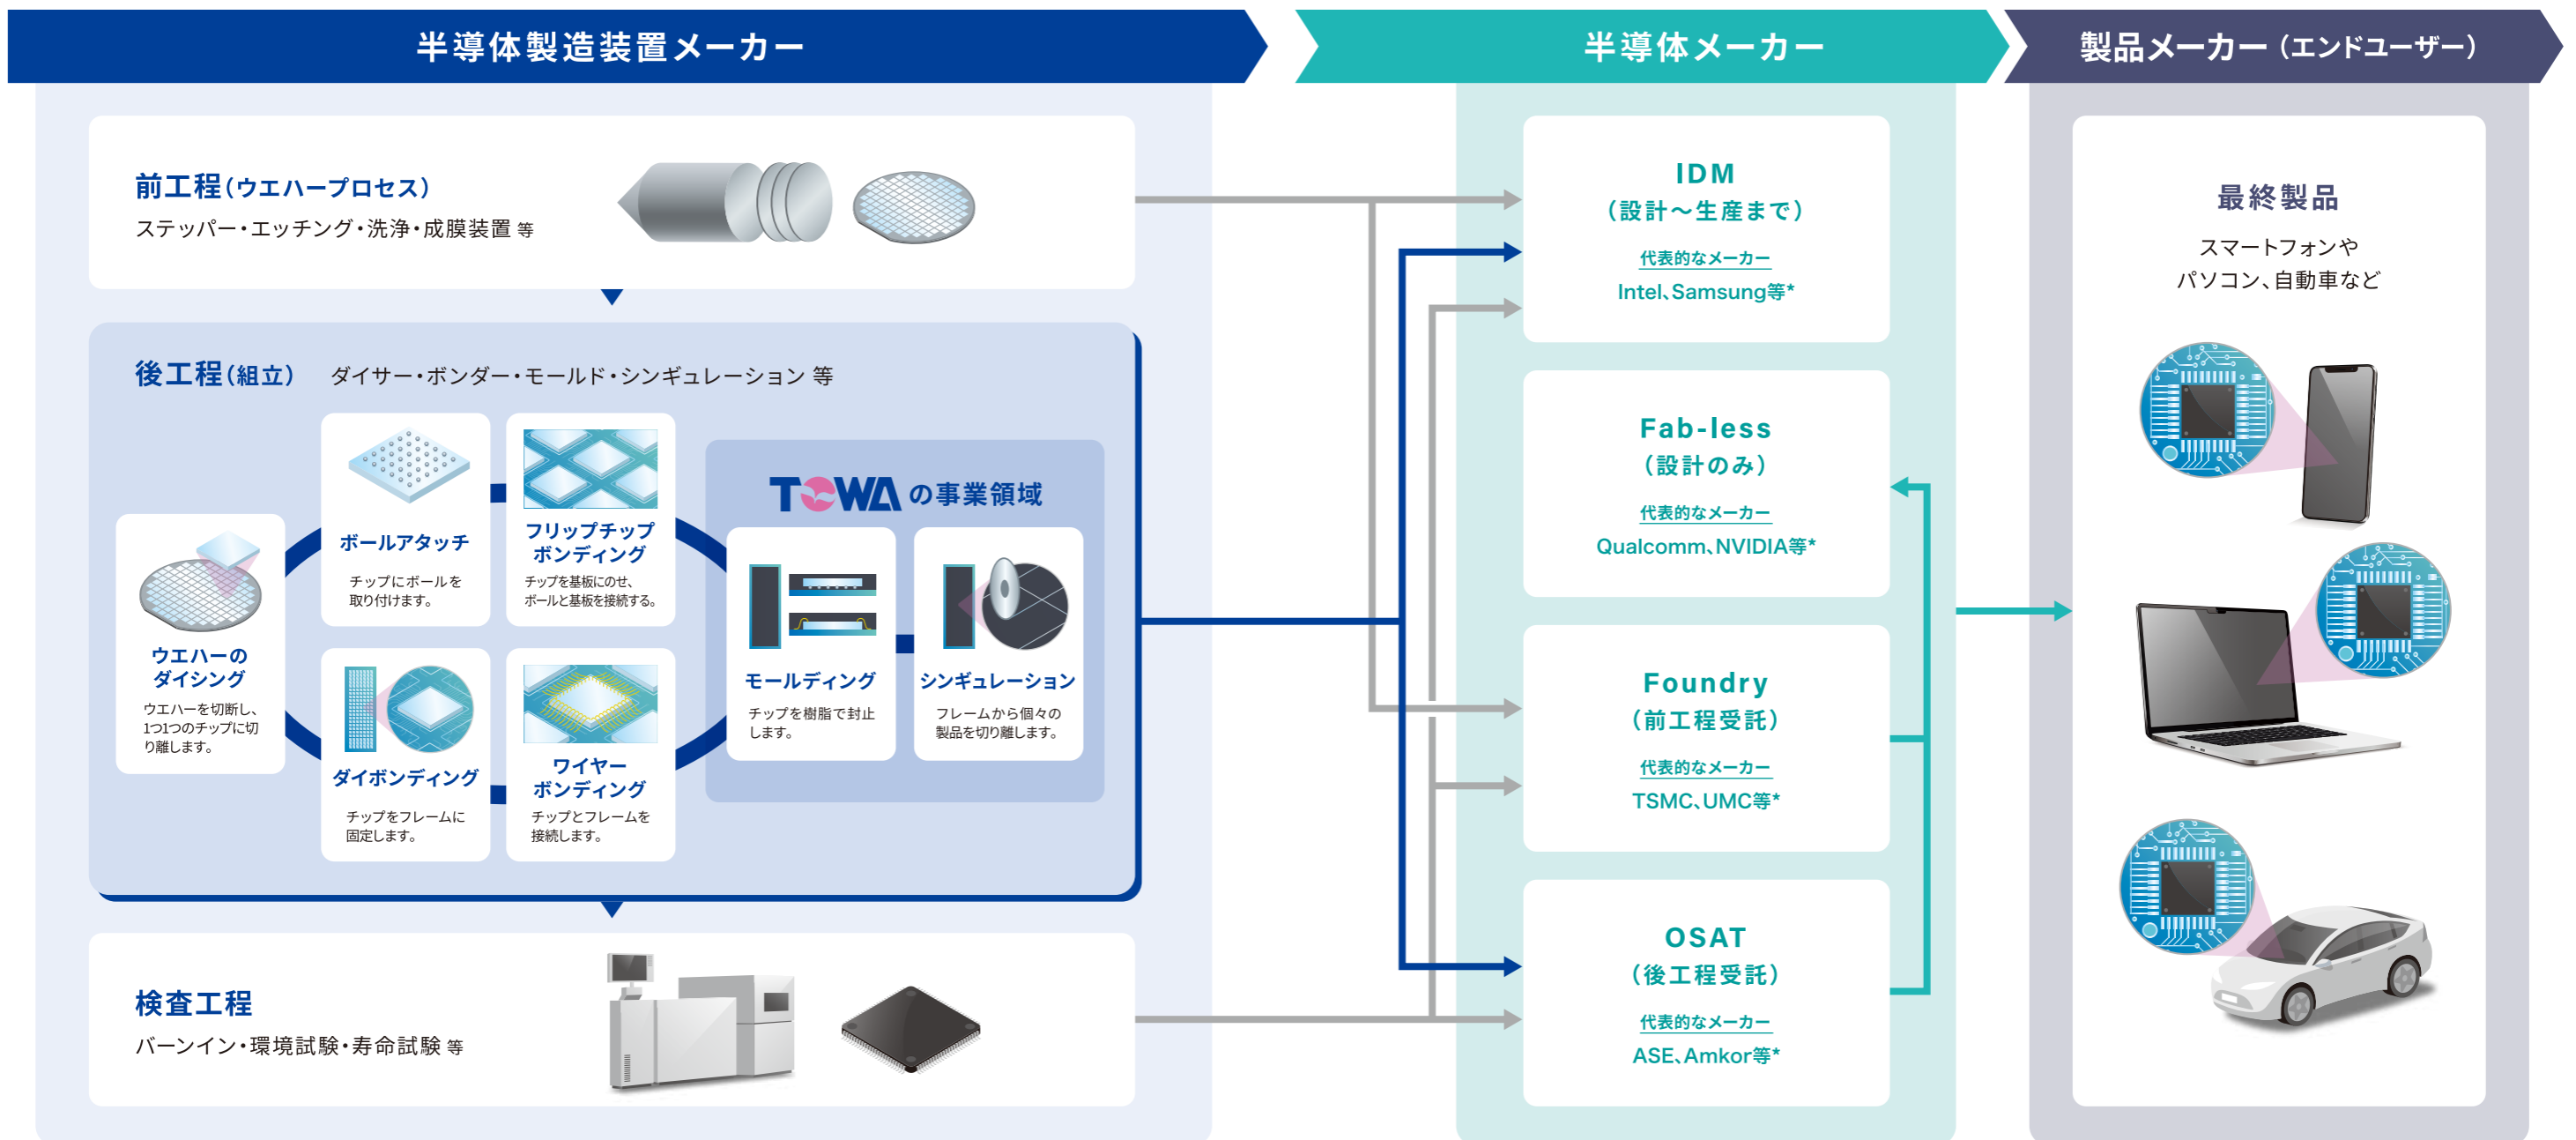 半導体製造装置メーカー
半導体メーカー
製品メーカー（エンドユーザー）
前工程（ウエハープロセス）
ステッパー・エッチング・洗浄・成膜装置 等
後工程（組立）
ダイサー・ボンダー・モールド・シンギュレーション 等
ウエハーの
ダイシング
ウエハーを切断し、
1つ1つのチップに切
り離します。
ボールアタッチ
チップにボールを
取り付けます。
フリップチップ
ボンディング
チップを基板にのせ、
ボールと基板を接続する。
ダイボンディング
チップをフレームに
固定します。
ワイヤー
ボンディング
チップとフレームを
接続します。
TOWAの事業領域
モールディング
チップを樹脂で封止
します。
シンギュレーション
フレームから個々の
製品を切り離します。
検査工程
バーンイン・環境試験・寿命試験 等
IDM
（設計～生産まで）
代表的なメーカー
Intel、Samsung等*
Fab-less
（設計のみ）
代表的なメーカー
Qualcomm、NVIDIA等*
Foundry
（前工程受託）
代表的なメーカー
TSMC、UMC等*
OSAT
（後工程受託）
代表的なメーカー
ASE、Amkor等*
最終製品
スマートフォンや
パソコン、自動車など